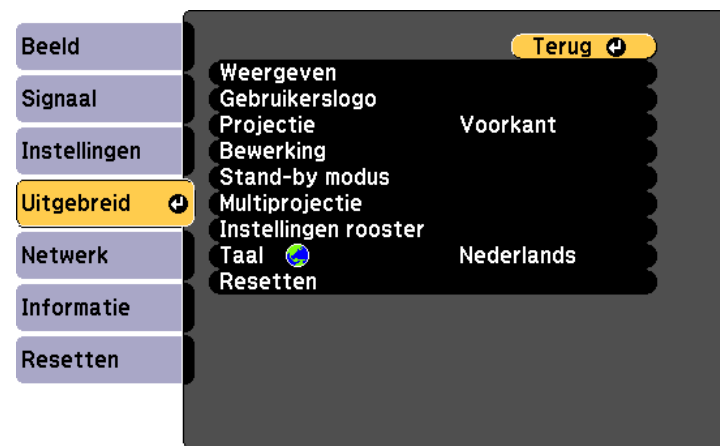 Beeld
Signaal
Instellingen
Uitgebreid
Netwerk
Informatie
Resetten
Terug
Weergeven
Gebruikerslogo
Projectie Voorkant
Bewerking
Stand-by modus
Multiprojectie
Instellingen rooster
Taal Nederlands
Resetten